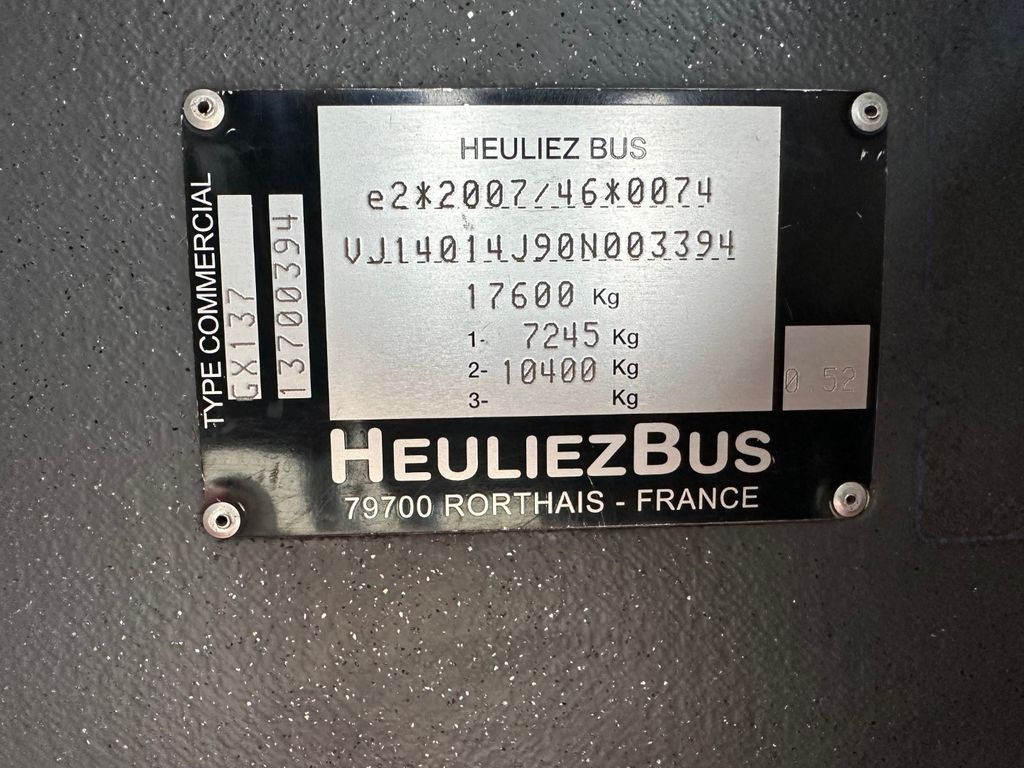 HEULIEZ BUS
e2*2007/46*0074
VJ14014J90N003394
17600 Kg
1- 7245 Kg
2- 10400 Kg
3- Kg
TYPE COMMERCIAL
GX137
13700394
0.52
HEULIEZBUS
79700 RORTHAIS - FRANCE